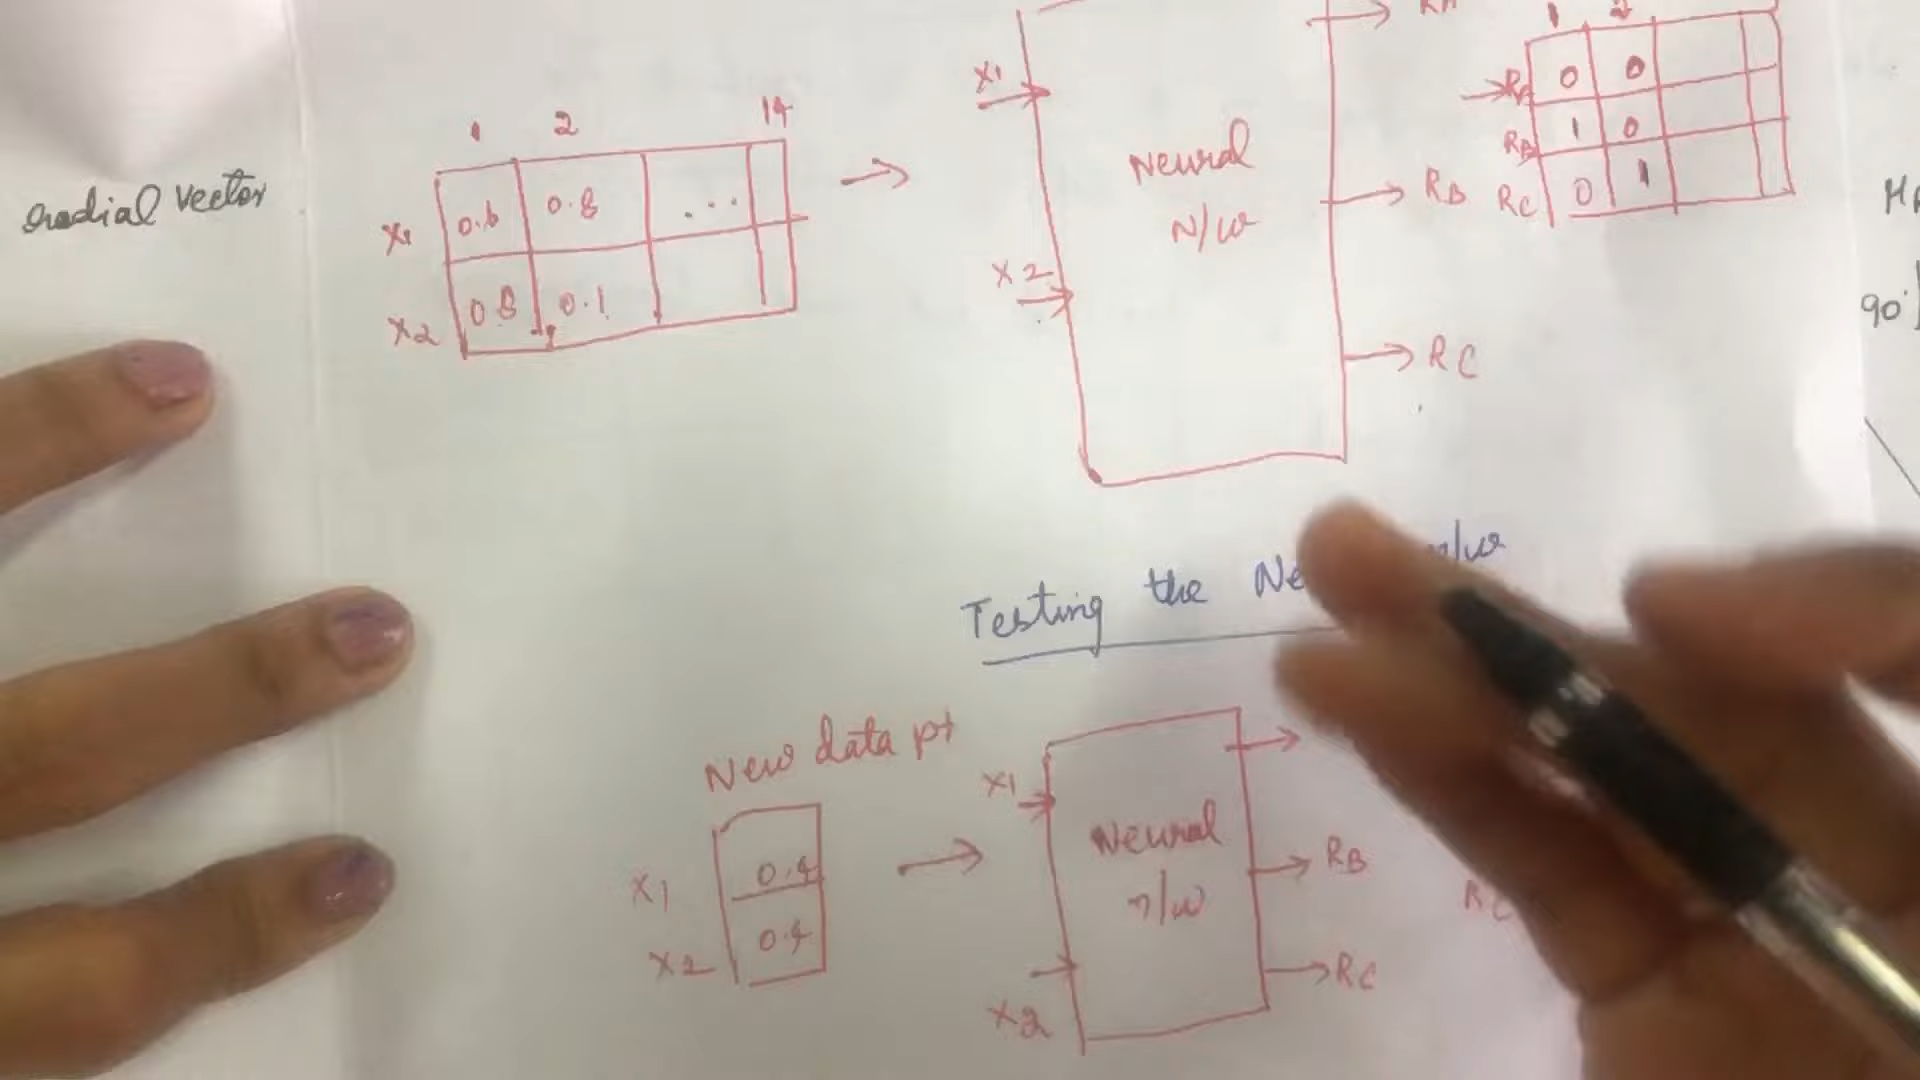 radial vector
1 2 14
X1 0.6 0.8 ...
X2 0.8 0.1
X1
X2
Neural
N/w
RA
RB
RC
1 2
RA 0 0
RB 1 0
RC 0 1
90°
Testing the Ne n/w
New data pt
X1 0.4
X2 0.4
X1
X2
Neural
n/w
RB
RC
RC